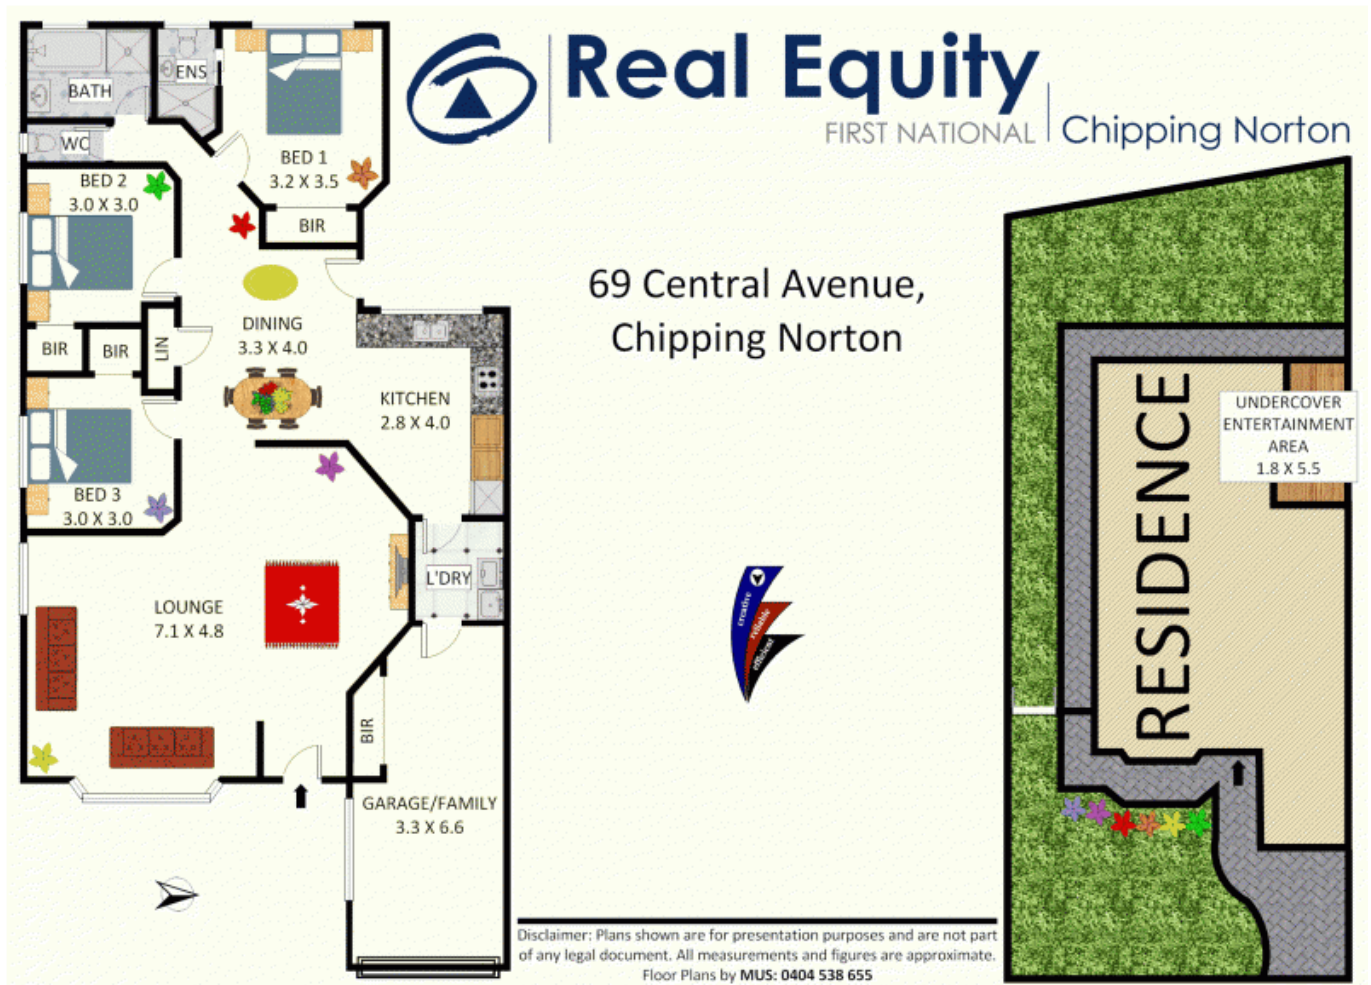 Real Equity
FIRST NATIONAL
Chipping Norton
69 Central Avenue,
Chipping Norton
BATH
ENS
WC
BED 1
3.2 X 3.5
BIR
BED 2
3.0 X 3.0
BIR
BIR
LIN
DINING
3.3 X 4.0
KITCHEN
2.8 X 4.0
BED 3
3.0 X 3.0
L'DRY
LOUNGE
7.1 X 4.8
BIR
GARAGE/FAMILY
3.3 X 6.6
creative
reliable
efficient
RESIDENCE
UNDERCOVER
ENTERTAINMENT
AREA
1.8 X 5.5
Disclaimer: Plans shown are for presentation purposes and are not part
of any legal document. All measurements and figures are approximate.
Floor Plans by MUS: 0404 538 655